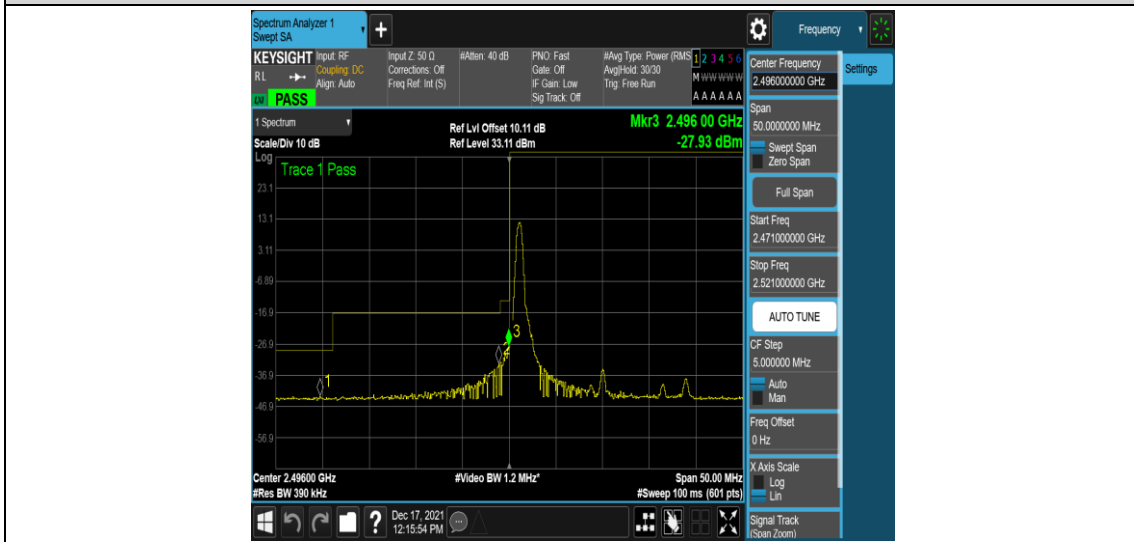 Spectrum Analyzer 1
Swept SA
+
Frequency
KEYSIGHT
RL
PASS
Input: RF
Coupling: DC
Align: Auto
Input Z: 50 Ω
Corrections: Off
Freq Ref: Int (S)
#Atten: 40 dB
PNO: Fast
Gate: Off
IF Gain: Low
Sig Track: Off
#Avg Type: Power (RMS
Avg|Hold: 30/30
Trig: Free Run
1 2 3 4 5 6
M W W W W W
A A A A A A
1 Spectrum
Scale/Div 10 dB
Ref Lvl Offset 10.11 dB
Ref Level 33.11 dBm
Mkr3 2.496 00 GHz
-27.93 dBm
Log
Trace 1 Pass
23.1
13.1
3.11
-6.89
-16.9
-26.9
-36.9
-46.9
-56.9
1
3
Center 2.49600 GHz
#Res BW 390 kHz
#Video BW 1.2 MHz*
Span 50.00 MHz
#Sweep 100 ms (601 pts)
Center Frequency
2.496000000 GHz
Settings
Span
50.0000000 MHz
Swept Span
Zero Span
Full Span
Start Freq
2.471000000 GHz
Stop Freq
2.521000000 GHz
AUTO TUNE
CF Step
5.000000 MHz
Auto
Man
Freq Offset
0 Hz
X Axis Scale
Log
Lin
Signal Track
(Span Zoom)
?
Dec 17, 2021
12:15:54 PM